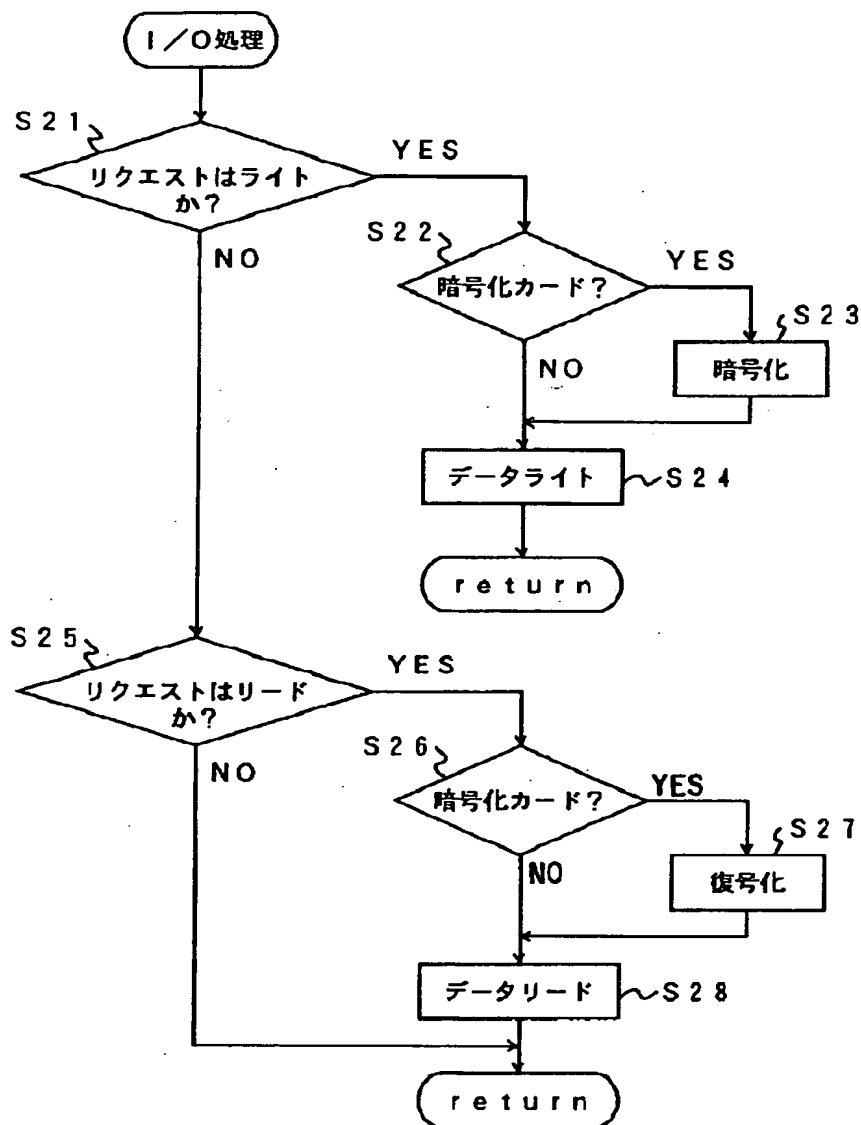 I/O処理
S21
リクエストはライト
か?
YES
NO
S22
暗号化カード?
YES
NO
S23
暗号化
データライト
S24
return
S25
リクエストはリード
か?
YES
NO
S26
暗号化カード?
YES
NO
S27
復号化
データリード
S28
return